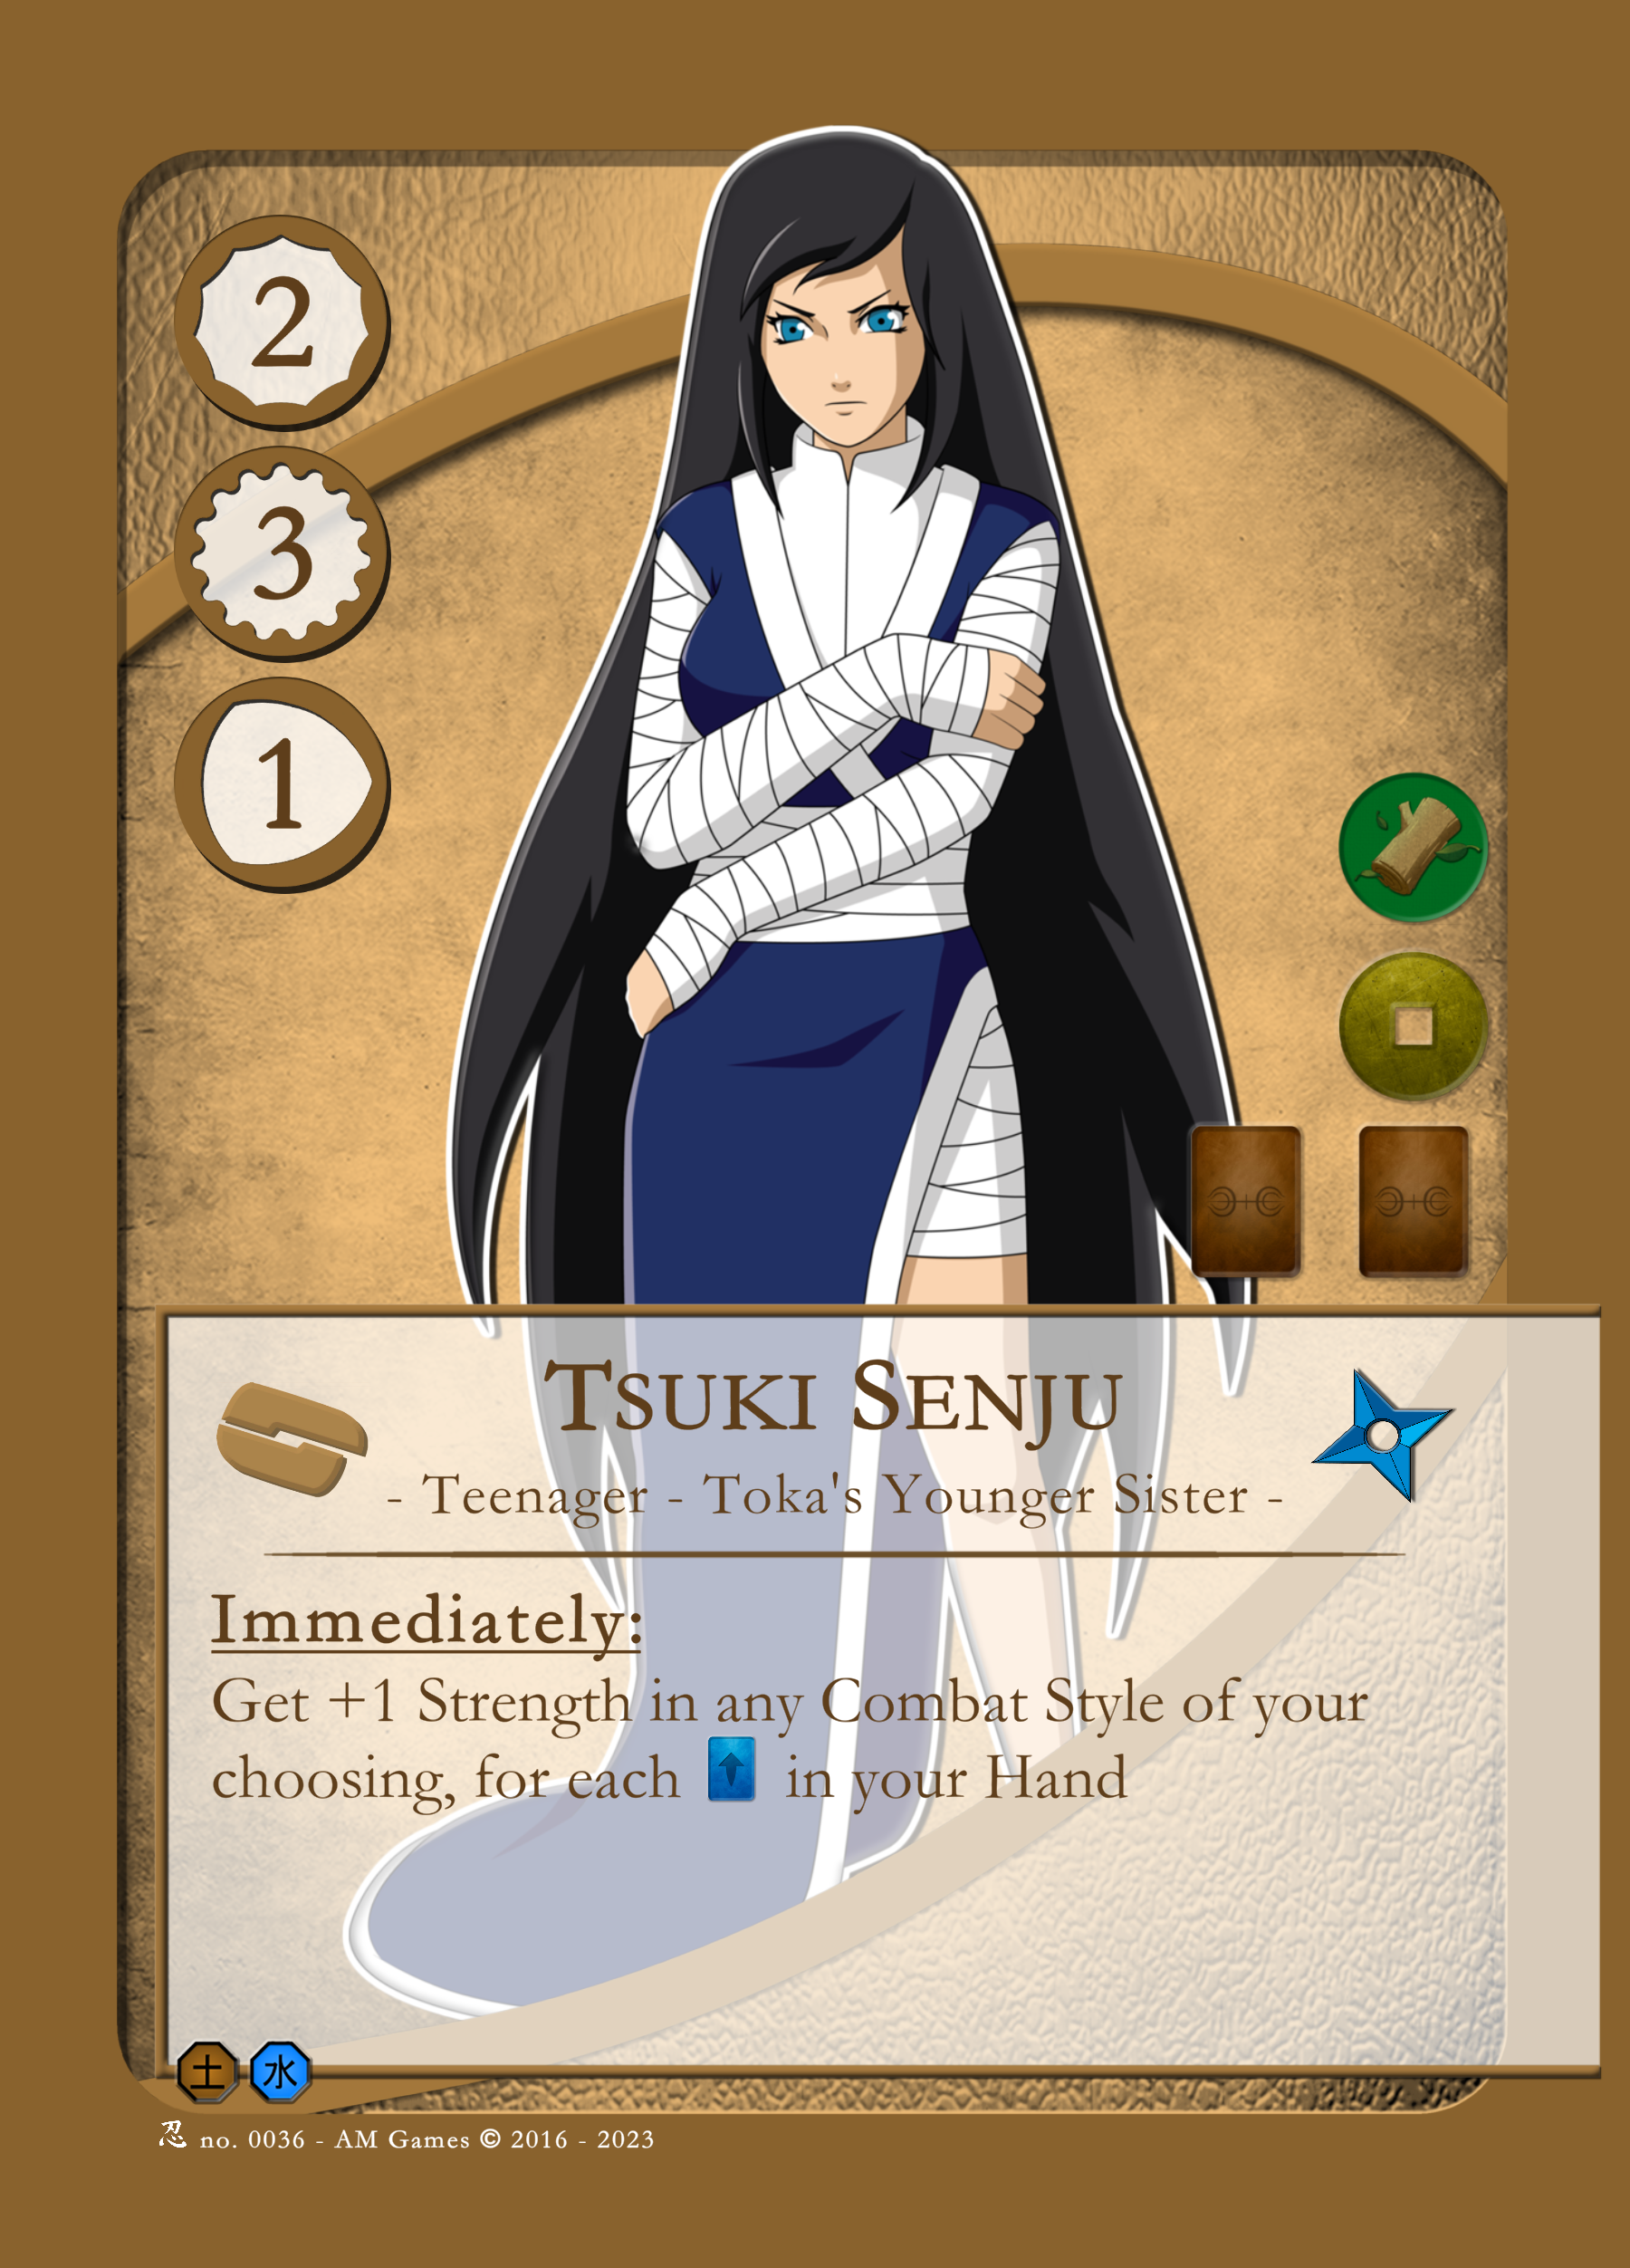 2
3
1
Tsuki Senju
- Teenager - Toka's Younger Sister -
Immediately:
Get +1 Strength in any Combat Style of your
choosing, for each in your Hand
土 水
忍 no. 0036 - AM Games © 2016 - 2023